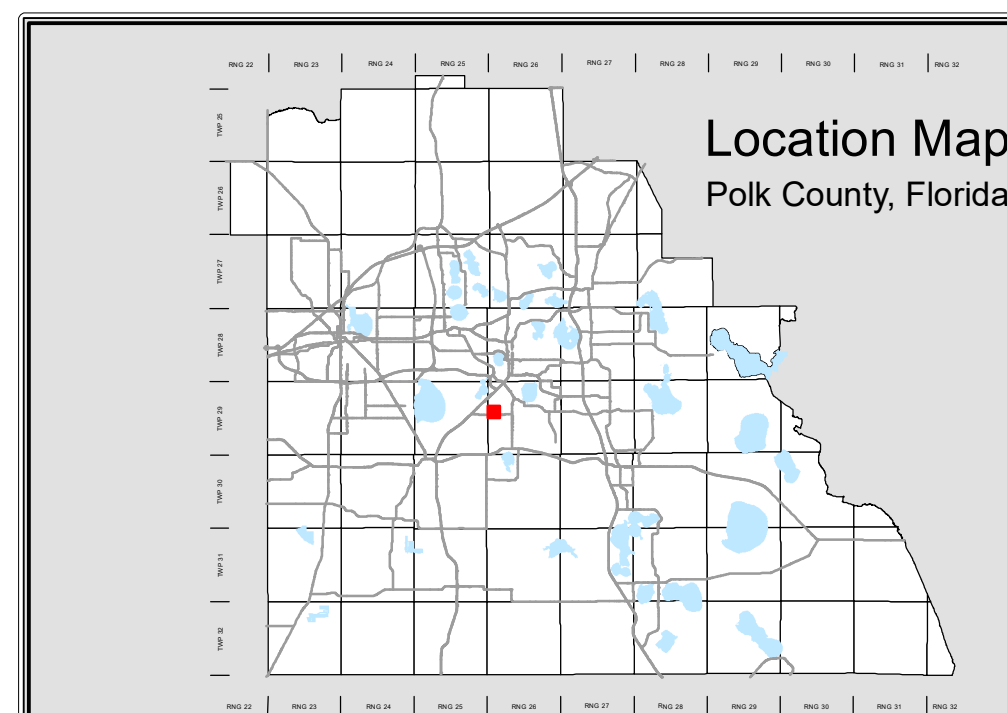 RNG 22 RNG 23 RNG 24 RNG 25 RNG 26 RNG 27 RNG 28 RNG 29 RNG 30 RNG 31 RNG 32
Location Map
Polk County, Florida
TWP 25
TWP 26
TWP 27
TWP 28
TWP 29
TWP 30
TWP 31
TWP 32
RNG 22 RNG 23 RNG 24 RNG 25 RNG 26 RNG 27 RNG 28 RNG 29 RNG 30 RNG 31 RNG 32